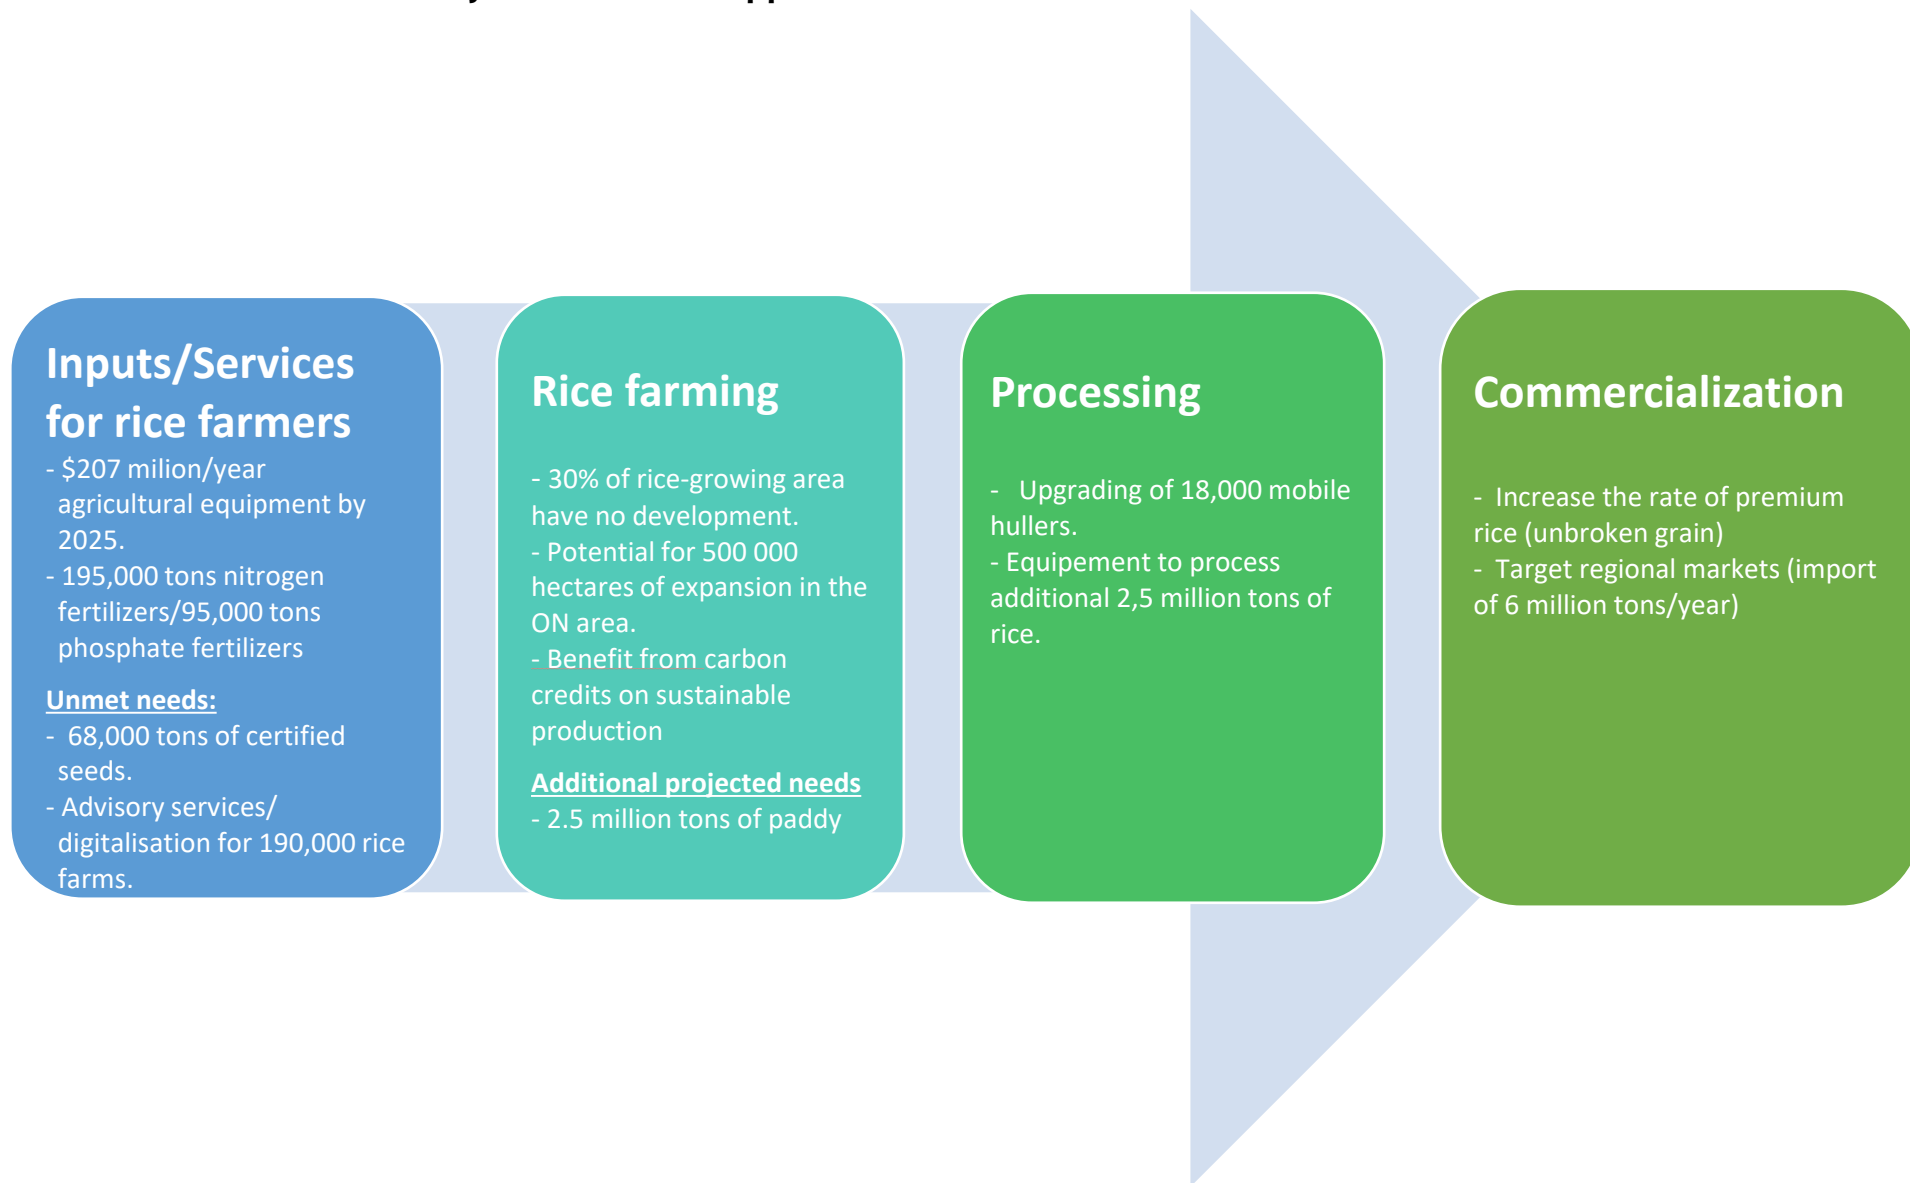 Inputs/Services
for rice farmers
- $207 milion/year
agricultural equipment by
2025.
- 195,000 tons nitrogen
fertilizers/95,000 tons
phosphate fertilizers
Unmet needs:
- 68,000 tons of certified
seeds.
- Advisory services/
digitalisation for 190,000 rice
farms.
Rice farming
- 30% of rice-growing area
have no development.
- Potential for 500 000
hectares of expansion in the
ON area.
- Benefit from carbon
credits on sustainable
production
Additional projected needs
- 2.5 million tons of paddy
Processing
- Upgrading of 18,000 mobile
hullers.
- Equipement to process
additional 2,5 million tons of
rice.
Commercialization
- Increase the rate of premium
rice (unbroken grain)
- Target regional markets (import
of 6 million tons/year)